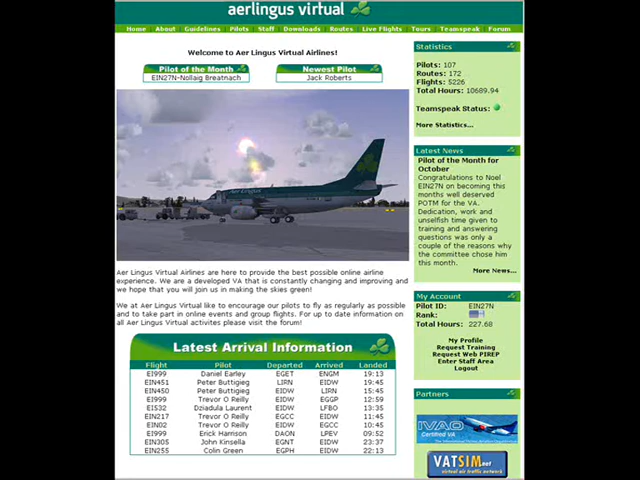 aerlingus virtual
Home About Guidelines Pilots Staff Downloads Routes Live Flights Tours Teamspeak Forum
Welcome to Aer Lingus Virtual Airlines!
Pilot of the Month
EIN27N-Nollaig Breatnach
Newest Pilot
Jack Roberts
Aer Lingus
Aer Lingus Virtual Airlines are here to provide the best possible online airline
experience. We are a developed VA that is constantly changing and improving and
we hope that you will join us in making the skies green!
We at Aer Lingus Virtual like to encourage our pilots to fly as regularly as possible
and to take part in online events and group flights. For up to date information on
all Aer Lingus Virtual activites please visit the forum!
Latest Arrival Information
Flight Pilot Departed Arrived Landed
EI999 Daniel Earley EGET ENGM 19:13
EIN451 Peter Buttigieg LIRN EIDW 19:45
EIN450 Peter Buttigieg EIDW LIRN 15:45
EI999 Trevor O Reilly EIDW EGGP 12:59
EI532 Dziadula Laurent EIDW LFBO 13:35
EIN217 Trevor O Reilly EGCC EIDW 11:45
EIN02 Trevor O Reilly EIDW EGCC 10:45
EI999 Erick Harrison DAON LPEV 09:52
EIN305 John Kinsella EGNT EIDW 23:37
EIN255 Colin Green EGPH EIDW 22:13
Statistics
Pilots: 107
Routes: 172
Flights: 5226
Total Hours: 10689.94
Teamspeak Status:
More Statistics...
Latest News
Pilot of the Month for
October
Congratulations to Noel
EIN27N on becoming this
months well deserved
POTM for the VA.
Dedication, work and
unselfish time given to
training and answering
questions was only a
couple of the reasons why
the committee chose him
this month.
More News...
My Account
Pilot ID: EIN27N
Rank:
Total Hours: 227.68
My Profile
Request Training
Request Web PIREP
Enter Staff Area
Logout
Partners
IVAO
Certified VA
VATSIM.net
virtual air traffic network